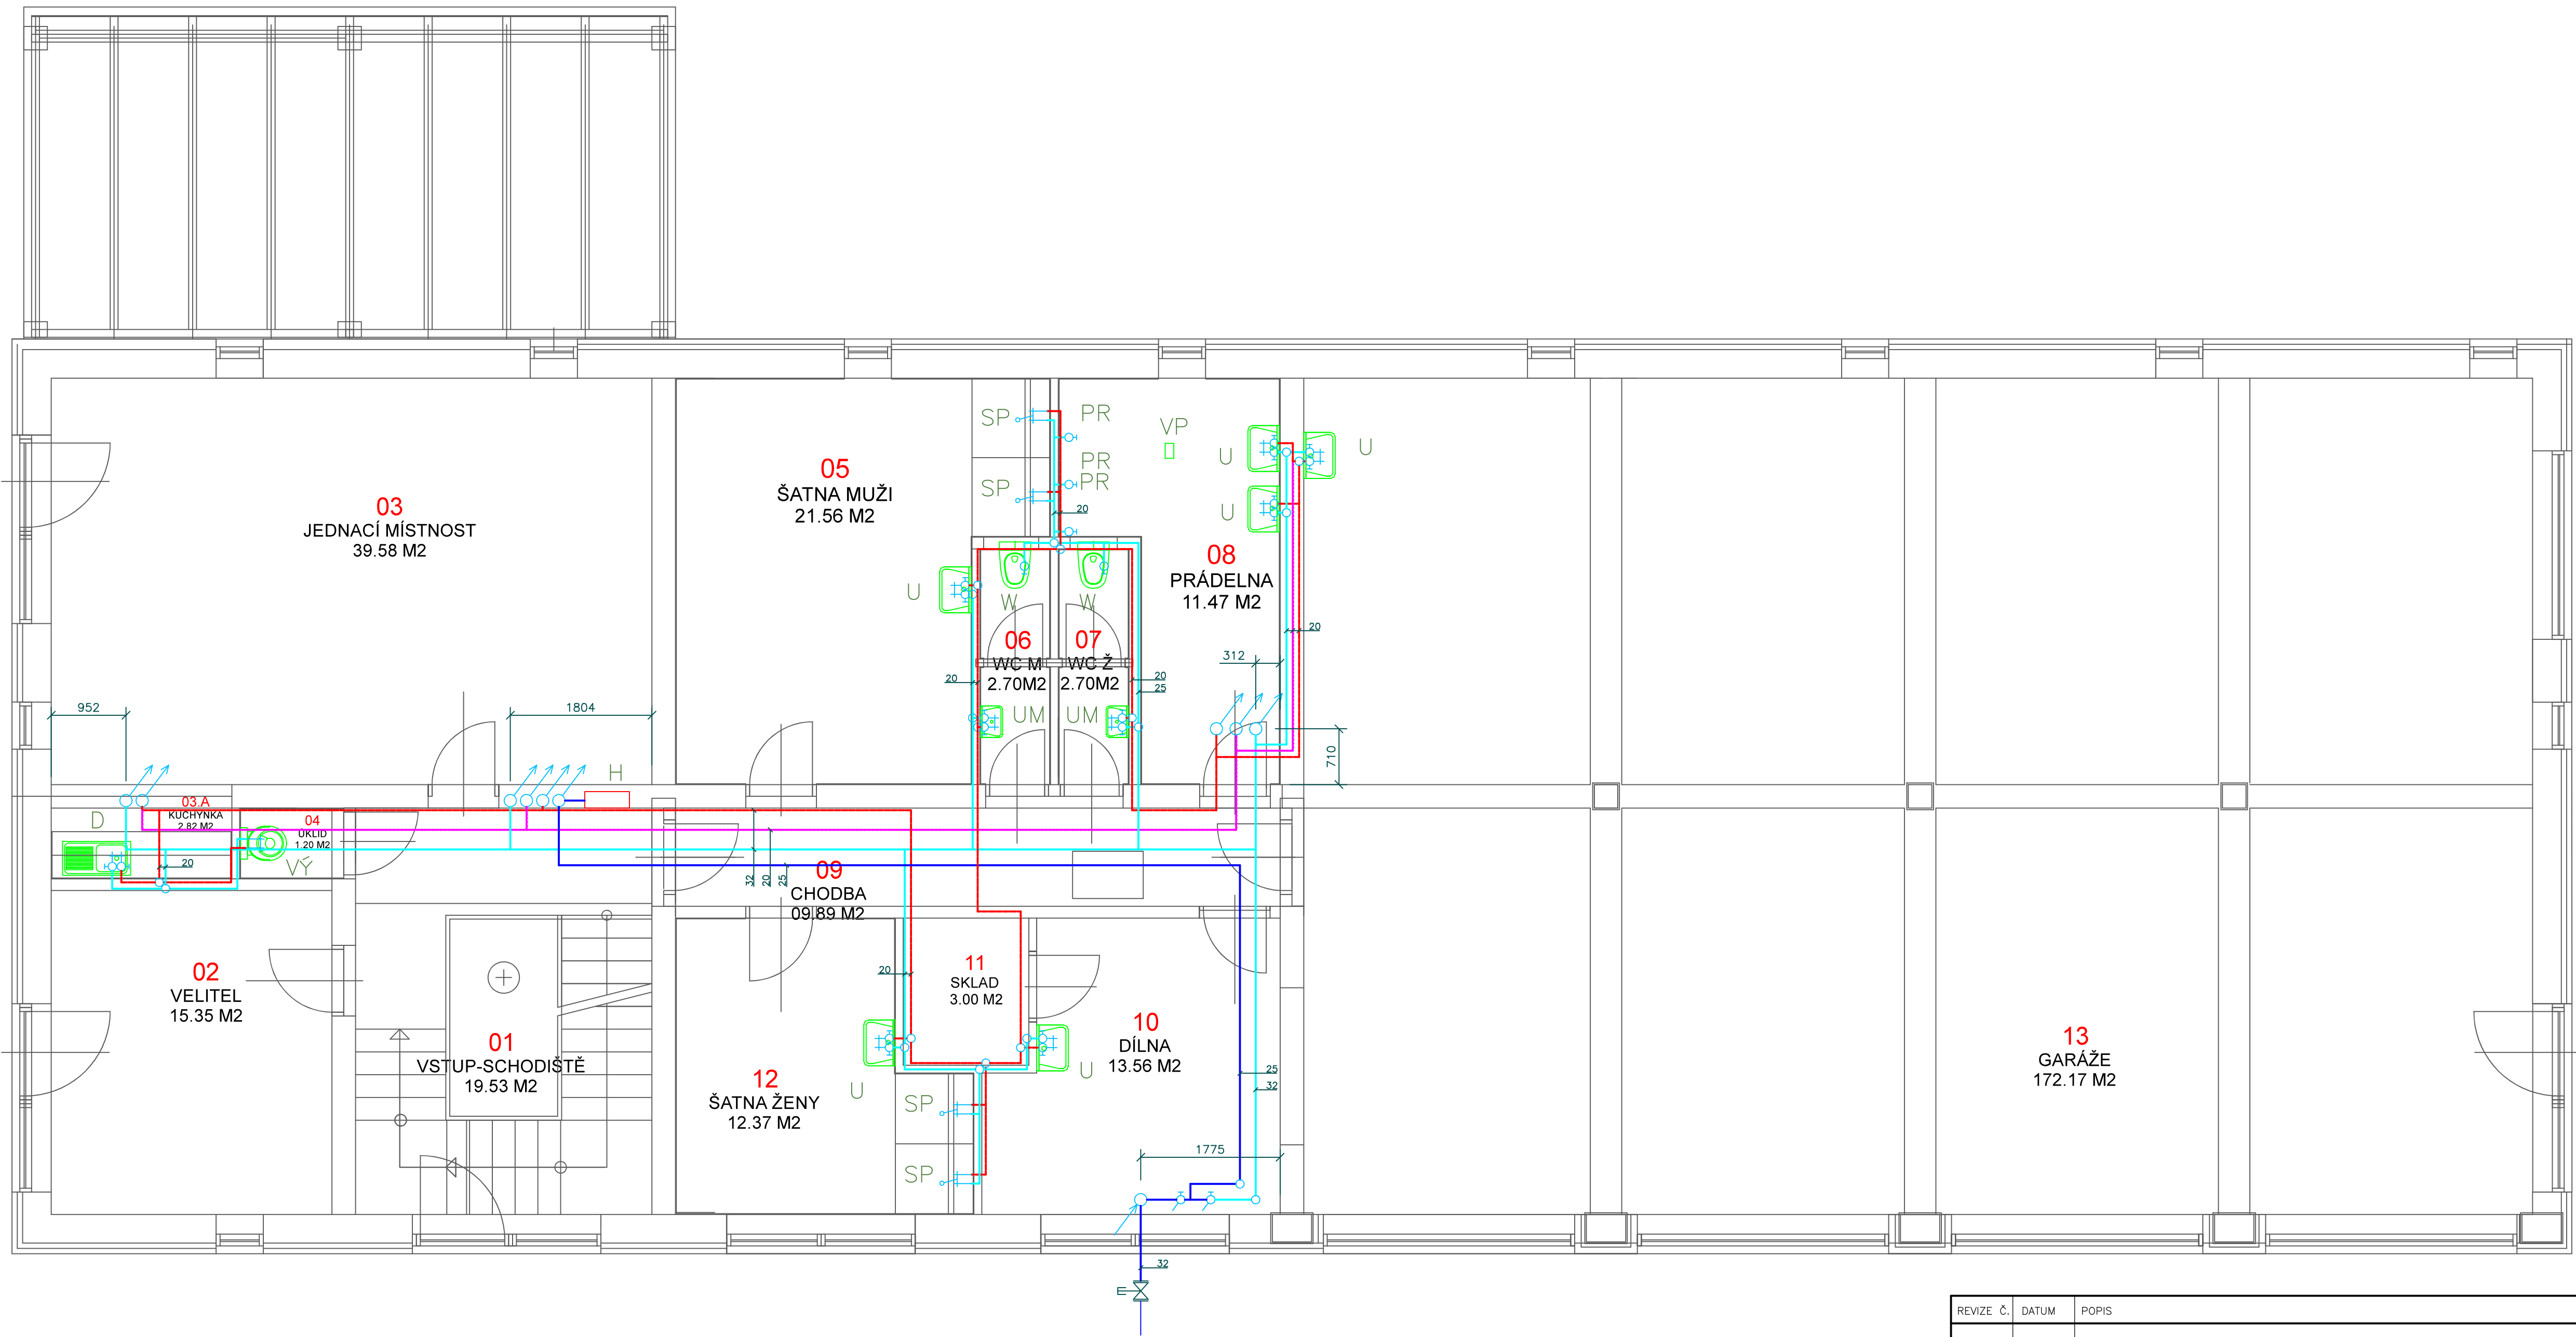 SP
PR
VP
05
ŠATNA MUŽI
21.56 M2
SP
PR
PR
U
U
U
20
03
JEDNACÍ MÍSTNOST
39.58 M2
08
PRÁDELNA
11.47 M2
U
W
W
06
WC M
2.70M2
07
WC Ž
2.70M2
20
312
20
20
25
UM
UM
952
1804
710
H
03.A
KUCHYŇKA
2.82 M2
D
04
ÚKLID
1.20 M2
VÝ
20
32
20
25
09
CHODBA
09.89 M2
02
VELITEL
15.35 M2
20
11
SKLAD
3.00 M2
01
VSTUP-SCHODIŠTĚ
19.53 M2
10
DÍLNA
13.56 M2
13
GARÁŽE
172.17 M2
12
ŠATNA ŽENY
12.37 M2
U
U
SP
SP
25
32
1775
32
E
REVIZE Č.
DATUM
POPIS